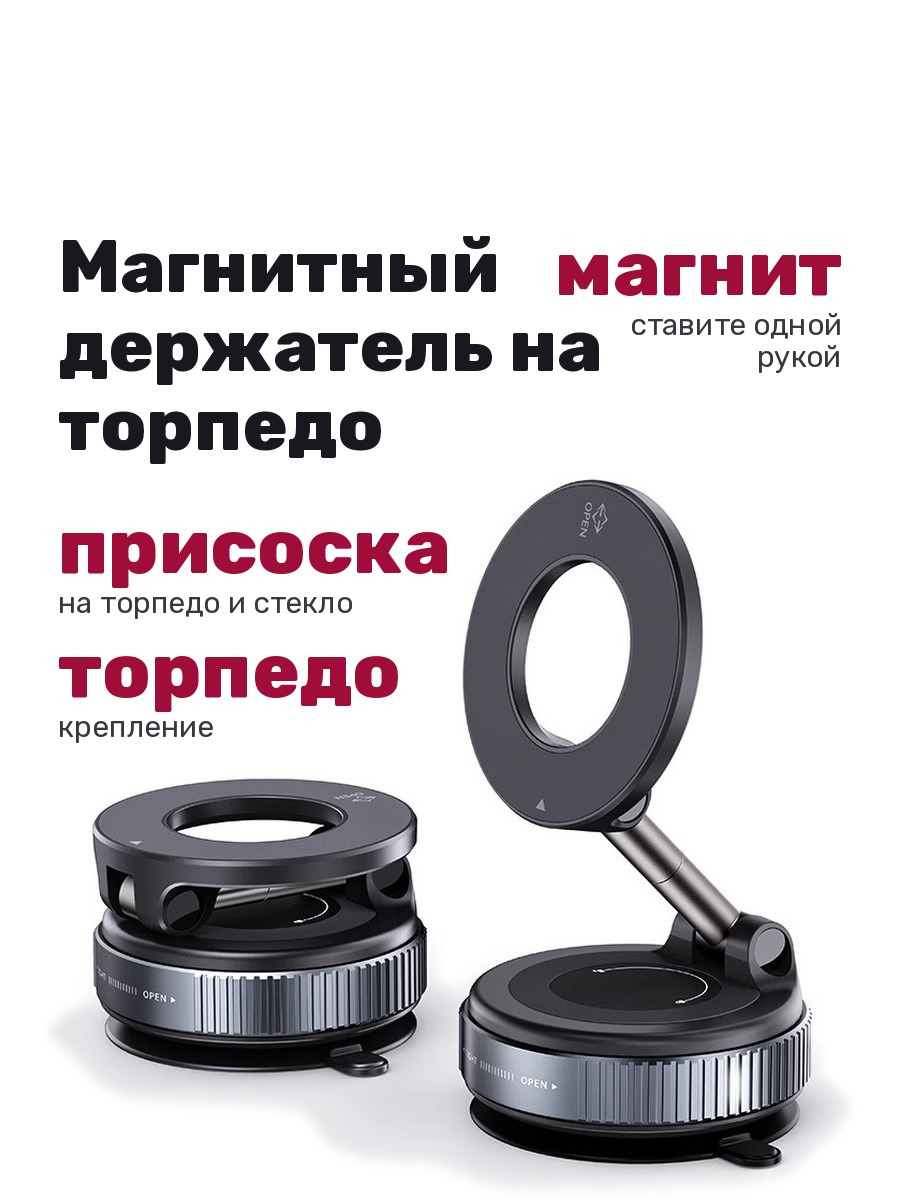 Магнитный
держатель на
торпедо
магнит
ставите одной
рукой
присоска
на торпедо и стекло
торпедо
крепление
OPEN
OPEN
OPEN
OPEN